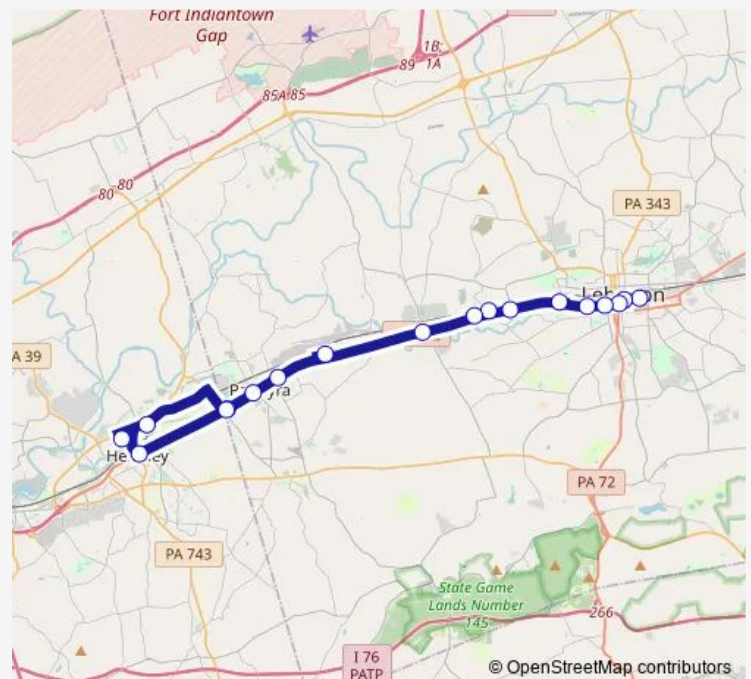 Fort Indiantown
Gap
1B;
1A
89
85A 85
80
80
PA 343
A 39
PA 72
PA 743
State Game
Lands Number
145
266
I 76
PATP
© OpenStreetMap contributors